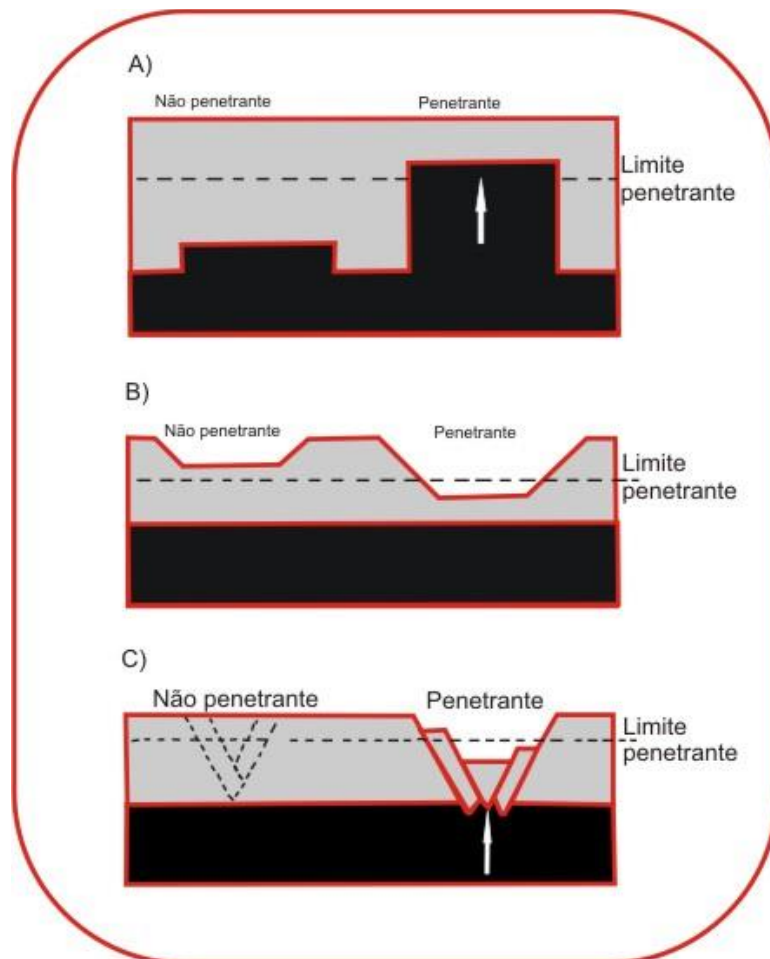 A)
Não penetrante Penetrante
Limite
penetrante
B)
Não penetrante Penetrante
Limite
penetrante
C)
Não penetrante Penetrante
Limite
penetrante